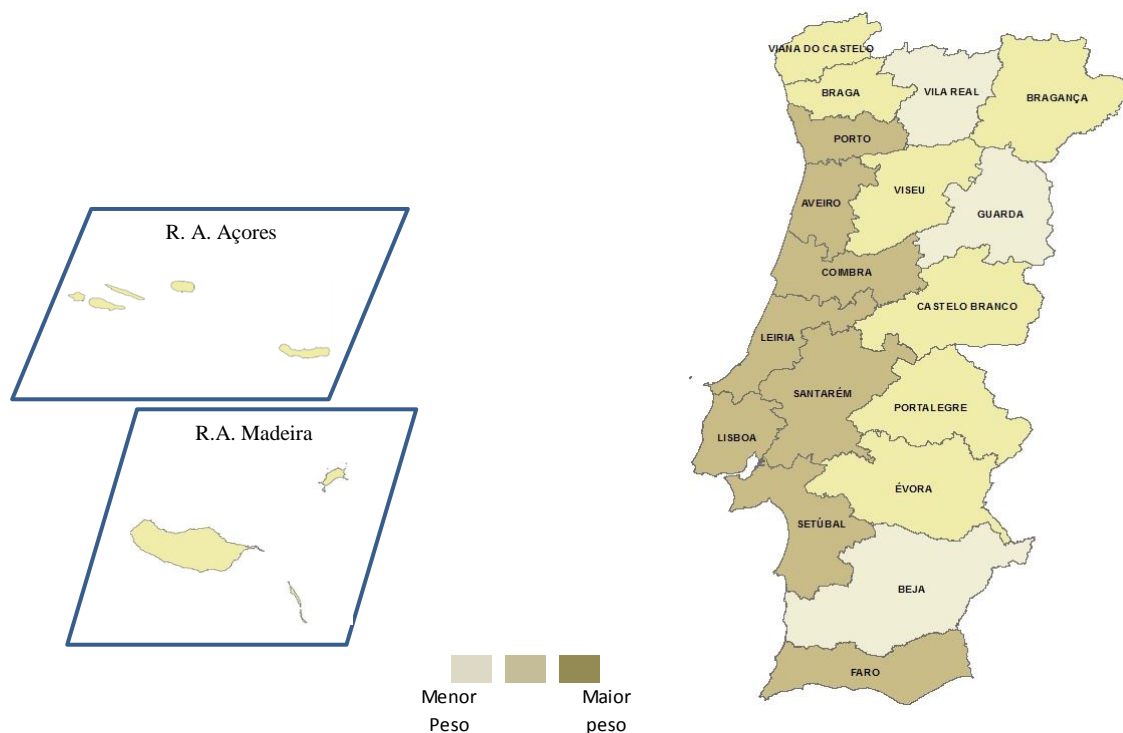 VIANA DO CASTELO
BRAGA
VILA REAL
BRAGANÇA
PORTO
VISEU
AVEIRO
GUARDA
R. A. Açores
COIMBRA
CASTELO BRANCO
LEIRIA
SANTARÉM
PORTALEGRE
R.A. Madeira
LISBOA
ÉVORA
SETÚBAL
BEJA
FARO
Menor
Peso
Maior
peso